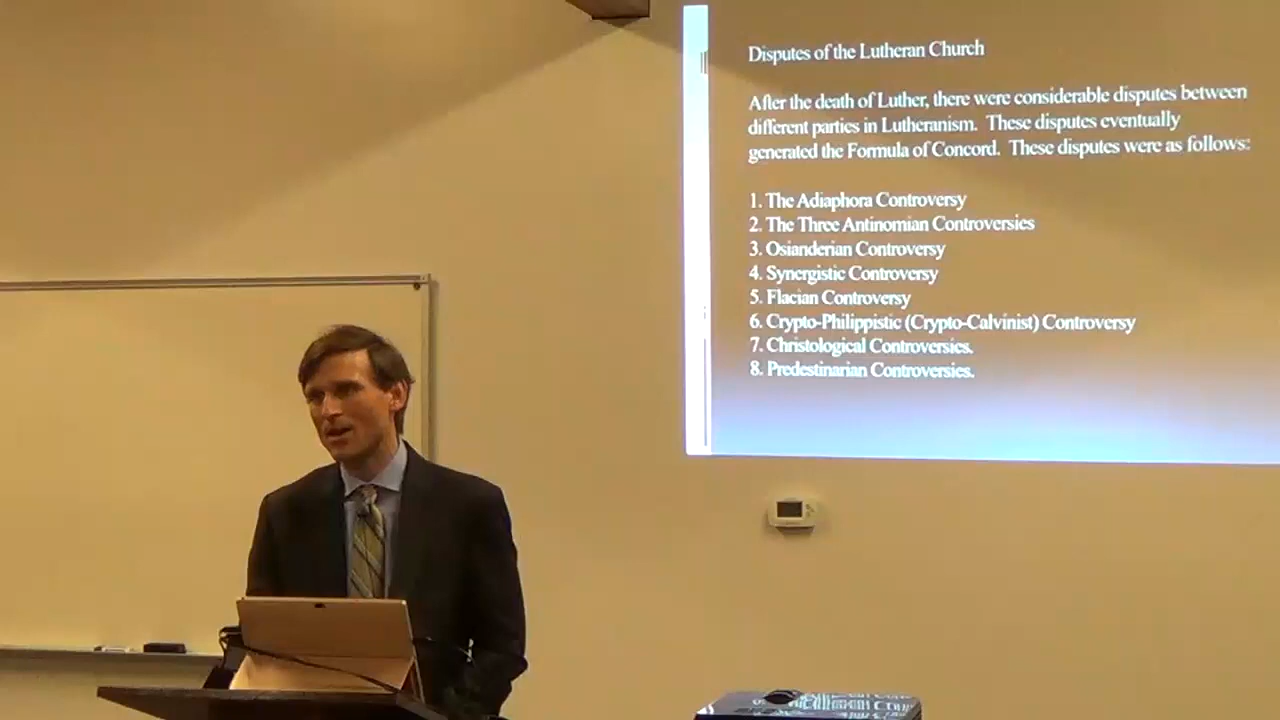 Disputes of the Lutheran Church
After the death of Luther, there were considerable disputes between
different parties in Lutheranism. These disputes eventually
generated the Formula of Concord. These disputes were as follows:
1. The Adiaphora Controversy
2. The Three Antinomian Controversies
3. Osianderian Controversy
4. Synergistic Controversy
5. Flacian Controversy
6. Crypto-Philippistic (Crypto-Calvinist) Controversy
7. Christological Controversies.
8. Predestinarian Controversies.